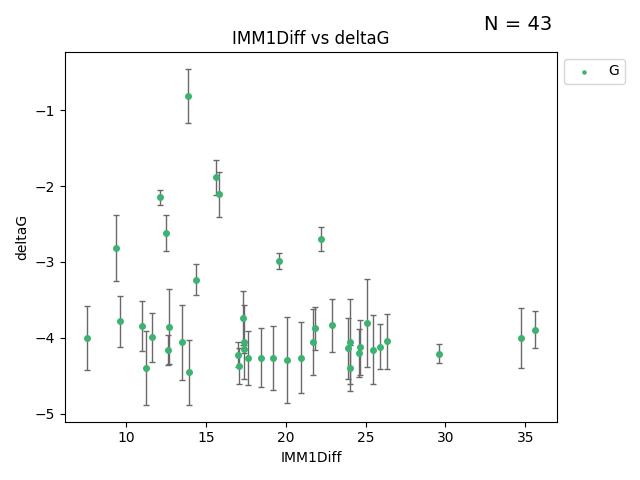 N = 43
IMM1Diff vs deltaG
G
−1
−2
−3
−4
−5
deltaG
10 15 20 25 30 35
IMM1Diff